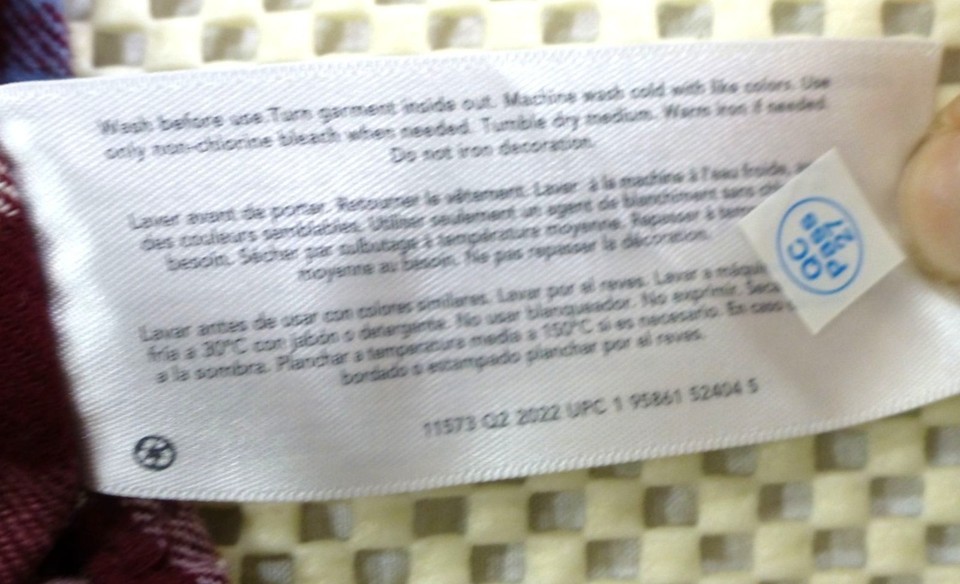 Wash before use.Turn garment inside out. Machine wash cold with like colors. Use
only non-chlorine bleach when needed. Tumble dry medium. Warm iron if needed.
Do not iron decoration.
Laver avant de porter. Retourner le vêtement. Laver à la machine à l'eau froide,
des couleurs semblables. Utiliser seulement un agent de blanchiment sans
besoin. Sécher par culbutage à température moyenne, Repasser à
moyenne au besoin. Ne pas repasser la décoration.
Lavar antes de usar con colores similares. Lavar por el reves. Lavar a
fria a 30°C con jabón o detergente. No usar blanqueador. No exprimir.
a la sombra. Planchar a temperatura media a 150°C si es necesario. En caso
bordado o estampado planchar por el reves.
11573 Q2 2022 UPC 1 95861 52404 5
QC
Pass
27